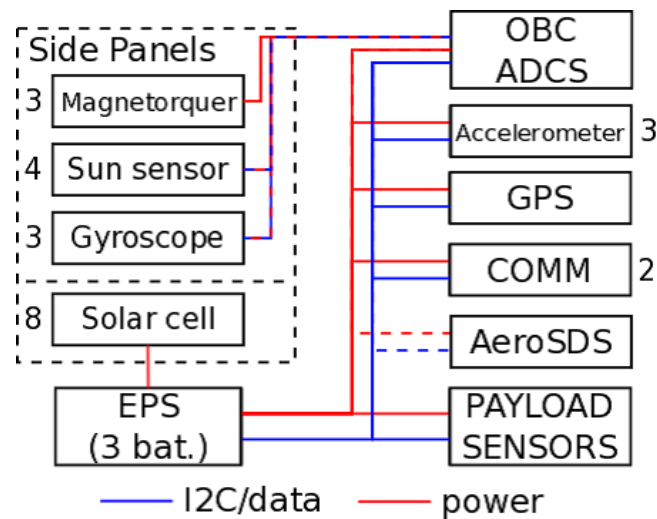 Side Panels
3 Magnetorquer
4 Sun sensor
3 Gyroscope
8 Solar cell
EPS
(3 bat.)
OBC
ADCS
Accelerometer 3
GPS
COMM 2
AeroSDS
PAYLOAD
SENSORS
I2C/data power